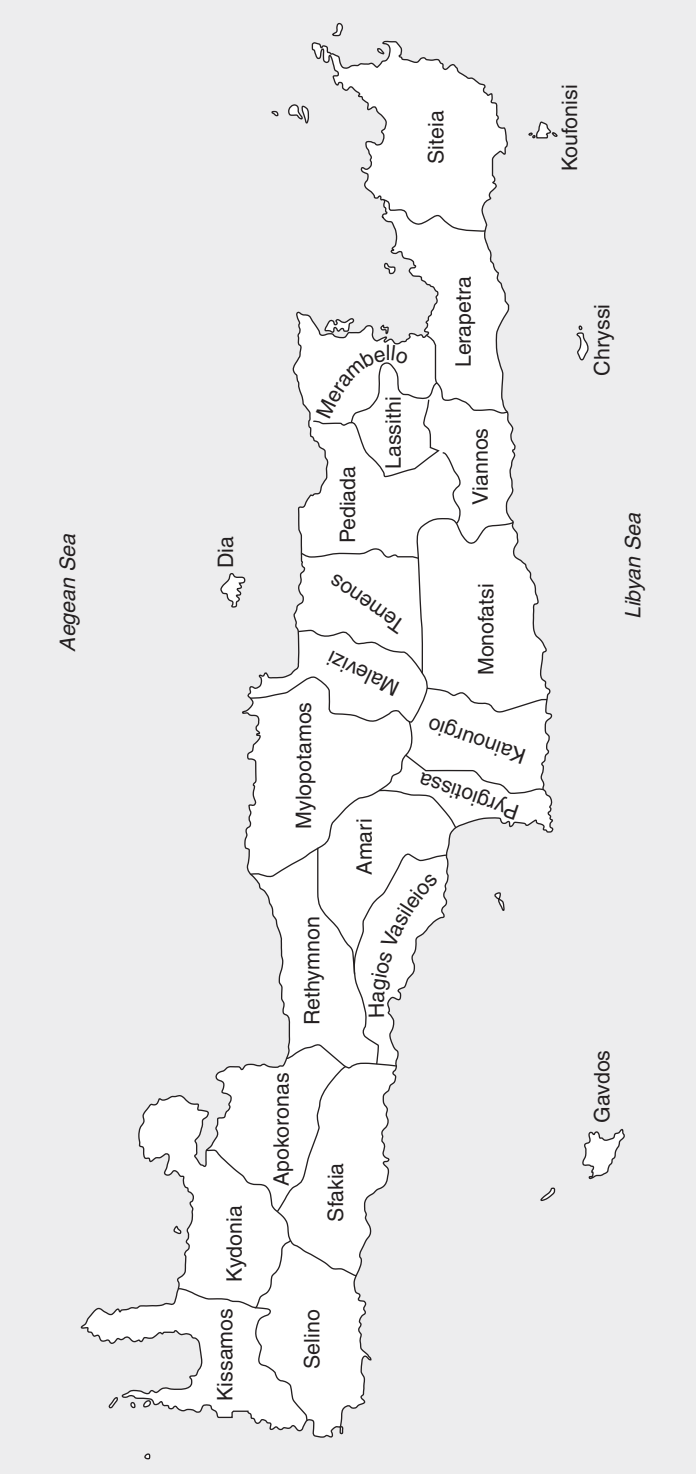 Aegean Sea
Dia
Kissamos
Kydonia
Selino
Apokoronas
Sfakia
Rethymnon
Hagios Vasileios
Amari
Mylopotamos
Malevizi
Temenos
Pyrgiotissa
Kainourgio
Monofatsi
Pediada
Lassithi
Merambello
Viannos
Lerapetra
Siteia
Gavdos
Chryssi
Koufonisi
Libyan Sea